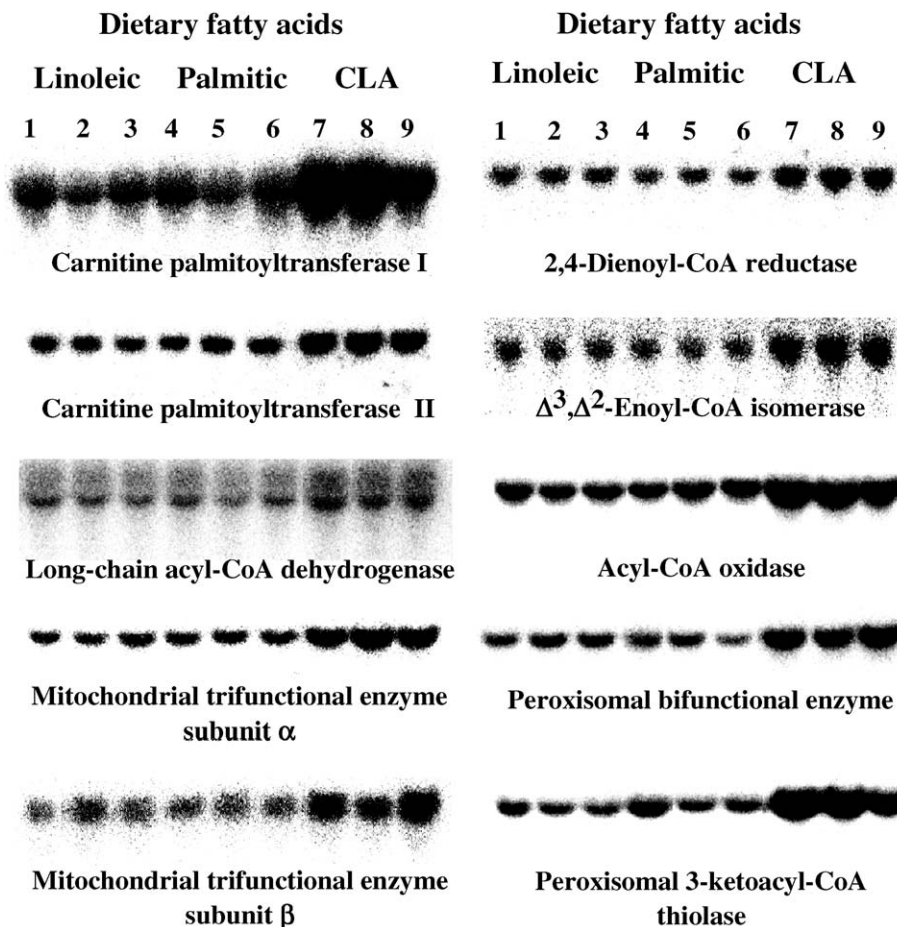 Dietary fatty acids
Linoleic Palmitic CLA
1 2 3 4 5 6 7 8 9
Carnitine palmitoyltransferase I
Carnitine palmitoyltransferase II
Long-chain acyl-CoA dehydrogenase
Mitochondrial trifunctional enzyme
subunit α
Mitochondrial trifunctional enzyme
subunit β
Dietary fatty acids
Linoleic Palmitic CLA
1 2 3 4 5 6 7 8 9
2,4-Dienoyl-CoA reductase
Δ³,Δ²-Enoyl-CoA isomerase
Acyl-CoA oxidase
Peroxisomal bifunctional enzyme
Peroxisomal 3-ketoacyl-CoA
thiolase